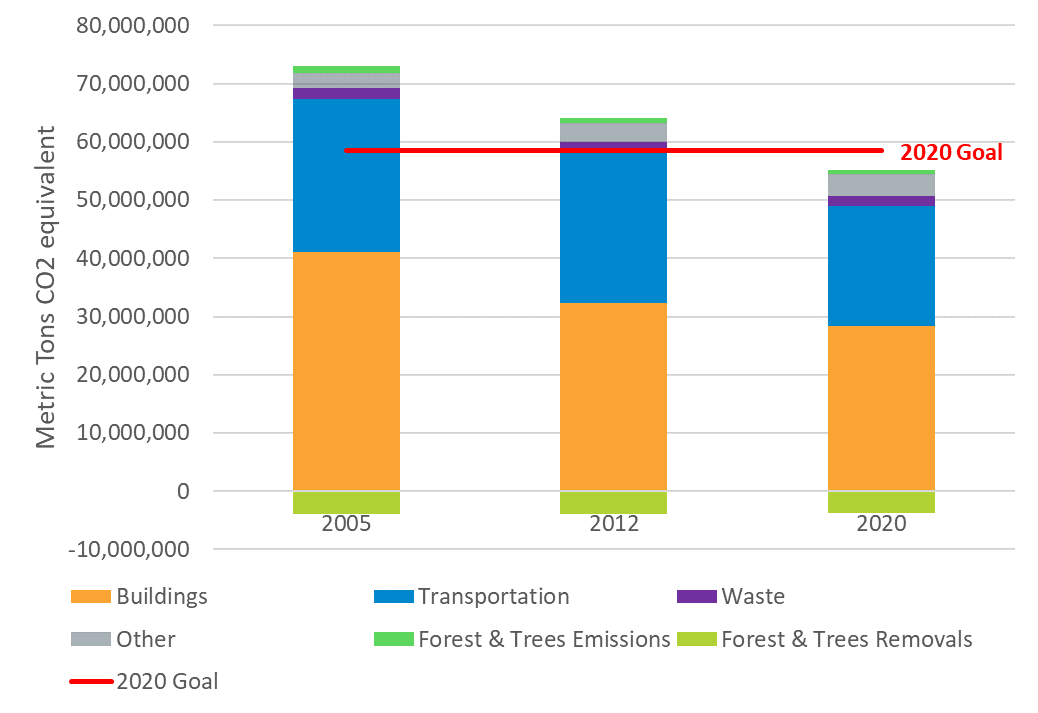 80,000,000
70,000,000
60,000,000
50,000,000
40,000,000
30,000,000
20,000,000
10,000,000
0
-10,000,000
Metric Tons CO2 equivalent
2020 Goal
2005 2012 2020
Buildings Transportation Waste
Other Forest & Trees Emissions Forest & Trees Removals
2020 Goal